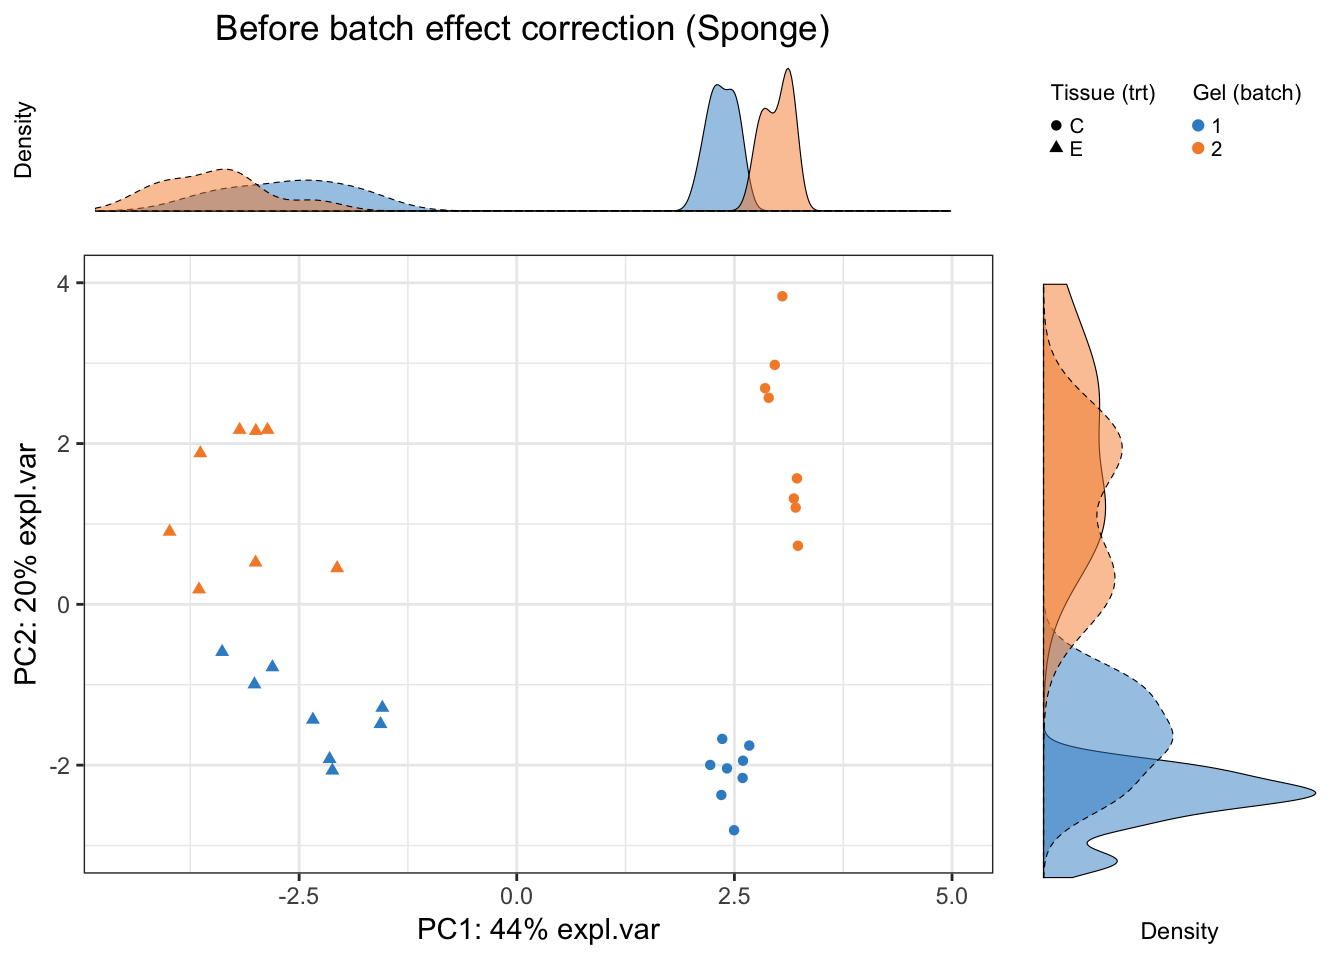 Before batch effect correction (Sponge)
Density
Tissue (trt)
C
E
Gel (batch)
1
2
4
2
0
-2
PC2: 20% expl.var
-2.5
0.0
2.5
5.0
PC1: 44% expl.var
Density